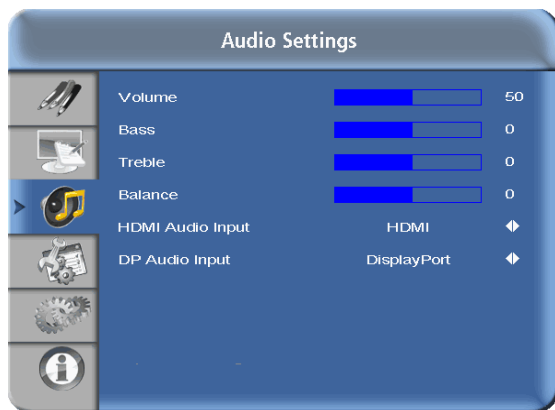 Audio Settings
Volume 50
Bass 0
Treble 0
Balance 0
HDMI Audio Input HDMI
DP Audio Input DisplayPort